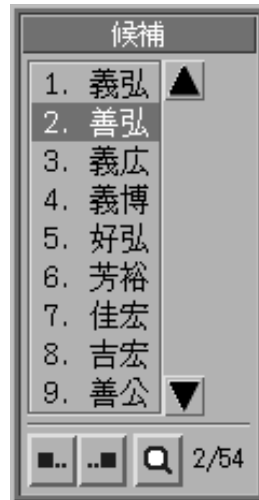 候補
1. 義弘
2. 善弘
3. 義広
4. 義博
5. 好弘
6. 芳裕
7. 佳宏
8. 吉宏
9. 善公
2/54